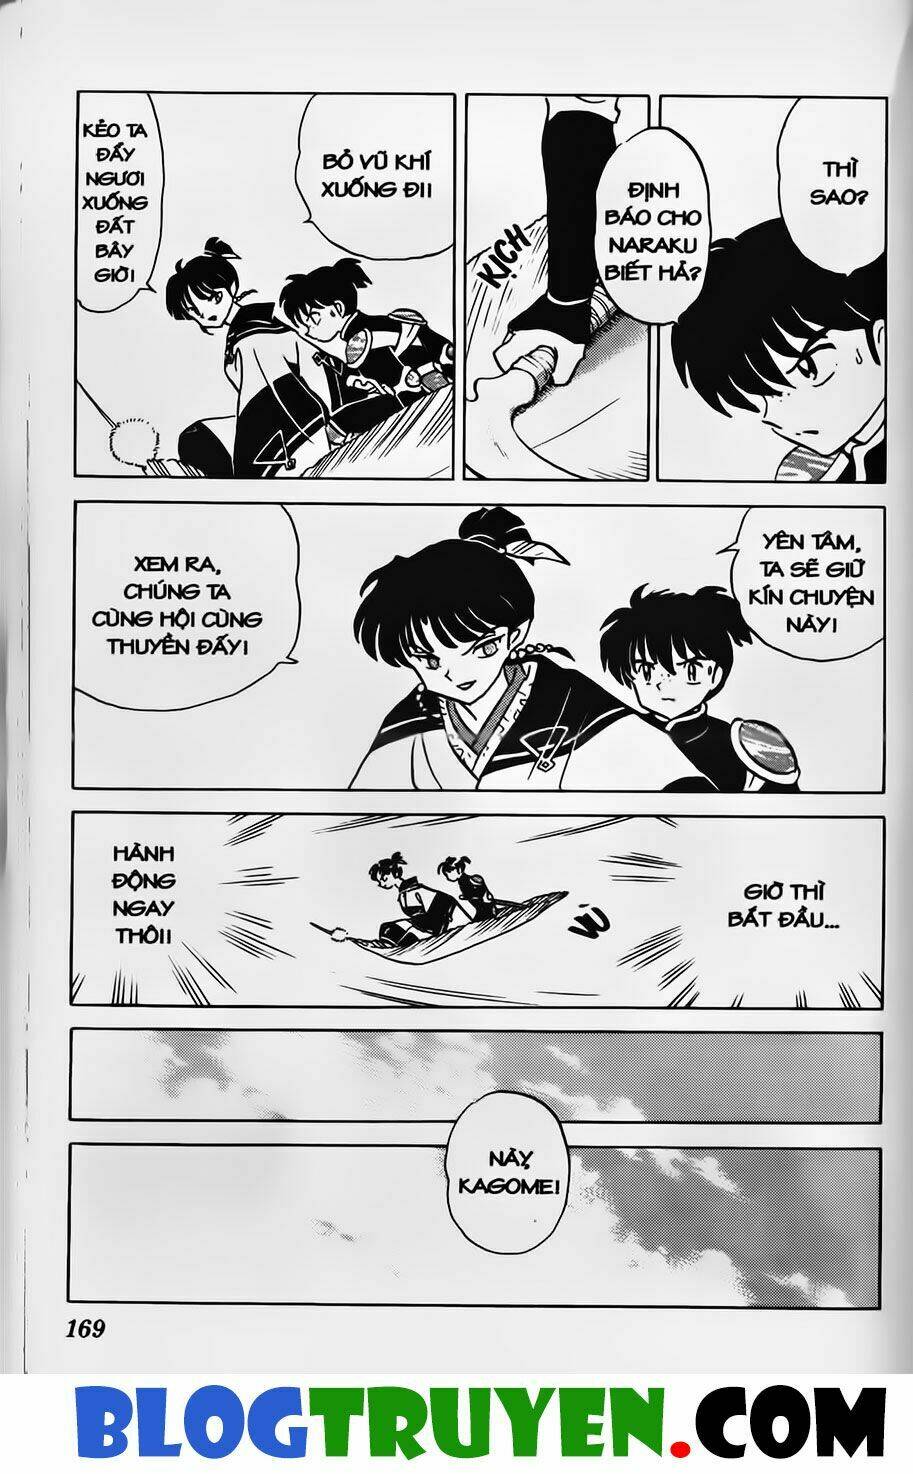 THÌ
SAO?
ĐỊNH
BÁO CHO
NARAKU
BIẾT HẢ?
KỊCH
BỎ VŨ KHÍ
XUỐNG ĐI!
KẺO TA
ĐẨY
NGƯƠI
XUỐNG
ĐẤT
BÂY
GIỜ!
YÊN TÂM,
TA SẼ GIỮ
KÍN CHUYỆN
NÀY!
XEM RA,
CHÚNG TA
CÙNG HỘI CÙNG
THUYỀN ĐẤY!
GIỜ THÌ
BẮT ĐẦU...
VÙ
HÀNH
ĐỘNG
NGAY
THÔI!
NÀY,
KAGOME!
169
BLOGTRUYEN.COM